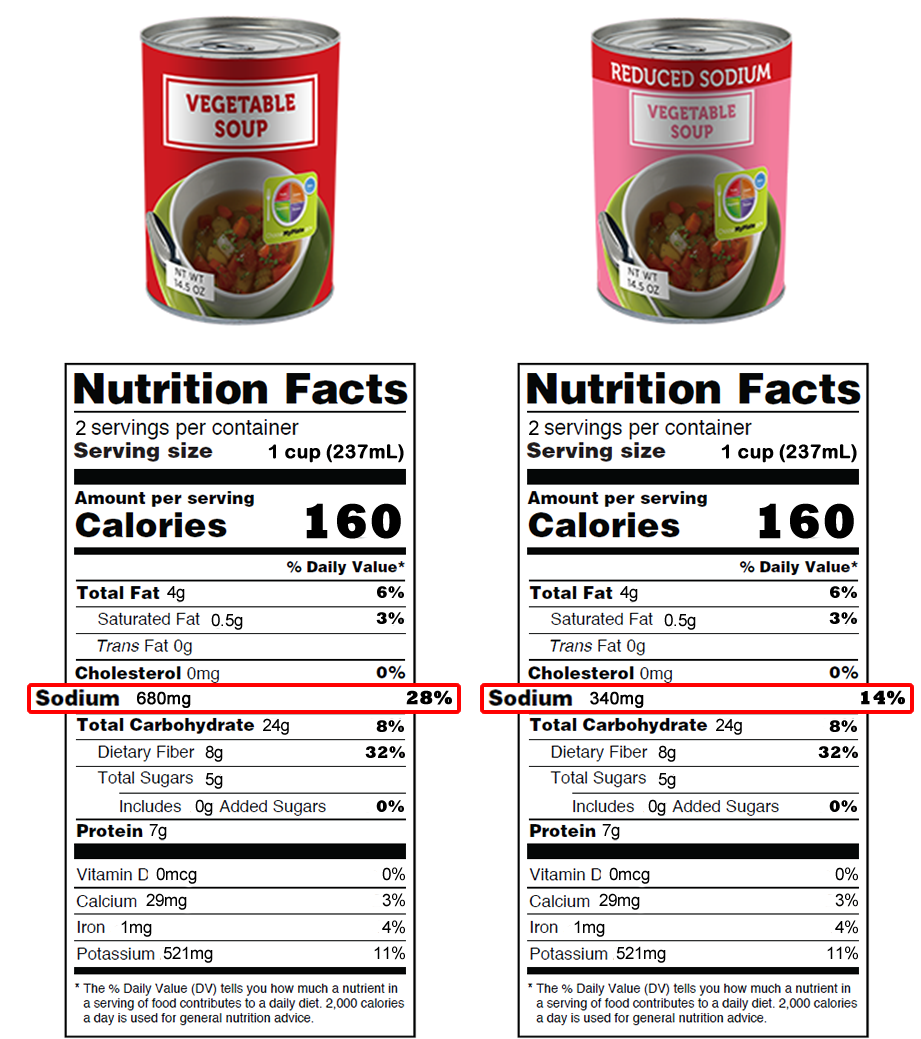 VEGETABLE
SOUP
MyPlate
NT WT
14.5 OZ
REDUCED SODIUM
VEGETABLE
SOUP
MyPlate
NT WT
14.5 OZ
Nutrition Facts
2 servings per container
Serving size 1 cup (237mL)
Amount per serving
Calories 160
% Daily Value*
Total Fat 4g 6%
Saturated Fat 0.5g 3%
Trans Fat 0g
Cholesterol 0mg 0%
Sodium 680mg 28%
Total Carbohydrate 24g 8%
Dietary Fiber 8g 32%
Total Sugars 5g
Includes 0g Added Sugars 0%
Protein 7g
Vitamin D 0mcg 0%
Calcium 29mg 3%
Iron 1mg 4%
Potassium 521mg 11%
* The % Daily Value (DV) tells you how much a nutrient in
a serving of food contributes to a daily diet. 2,000 calories
a day is used for general nutrition advice.
Nutrition Facts
2 servings per container
Serving size 1 cup (237mL)
Amount per serving
Calories 160
% Daily Value*
Total Fat 4g 6%
Saturated Fat 0.5g 3%
Trans Fat 0g
Cholesterol 0mg 0%
Sodium 340mg 14%
Total Carbohydrate 24g 8%
Dietary Fiber 8g 32%
Total Sugars 5g
Includes 0g Added Sugars 0%
Protein 7g
Vitamin D 0mcg 0%
Calcium 29mg 3%
Iron 1mg 4%
Potassium 521mg 11%
* The % Daily Value (DV) tells you how much a nutrient in
a serving of food contributes to a daily diet. 2,000 calories
a day is used for general nutrition advice.